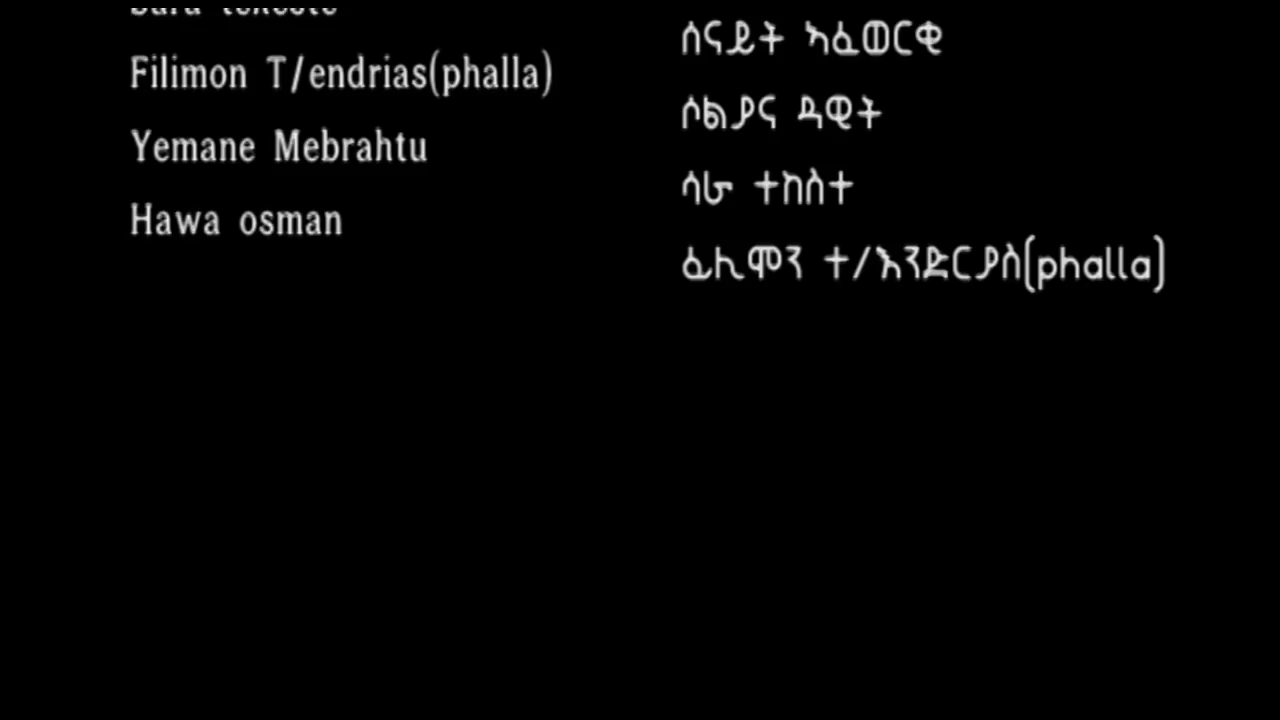 Filimon T/endrias(phalla)
Yemane Mebrahtu
Hawa osman
ሰናይት ኣፈወርቂ
ሶልያና ዳዊት
ሳራ ተከስተ
ፊሊሞን ተ/እንድርያስ(phalla)